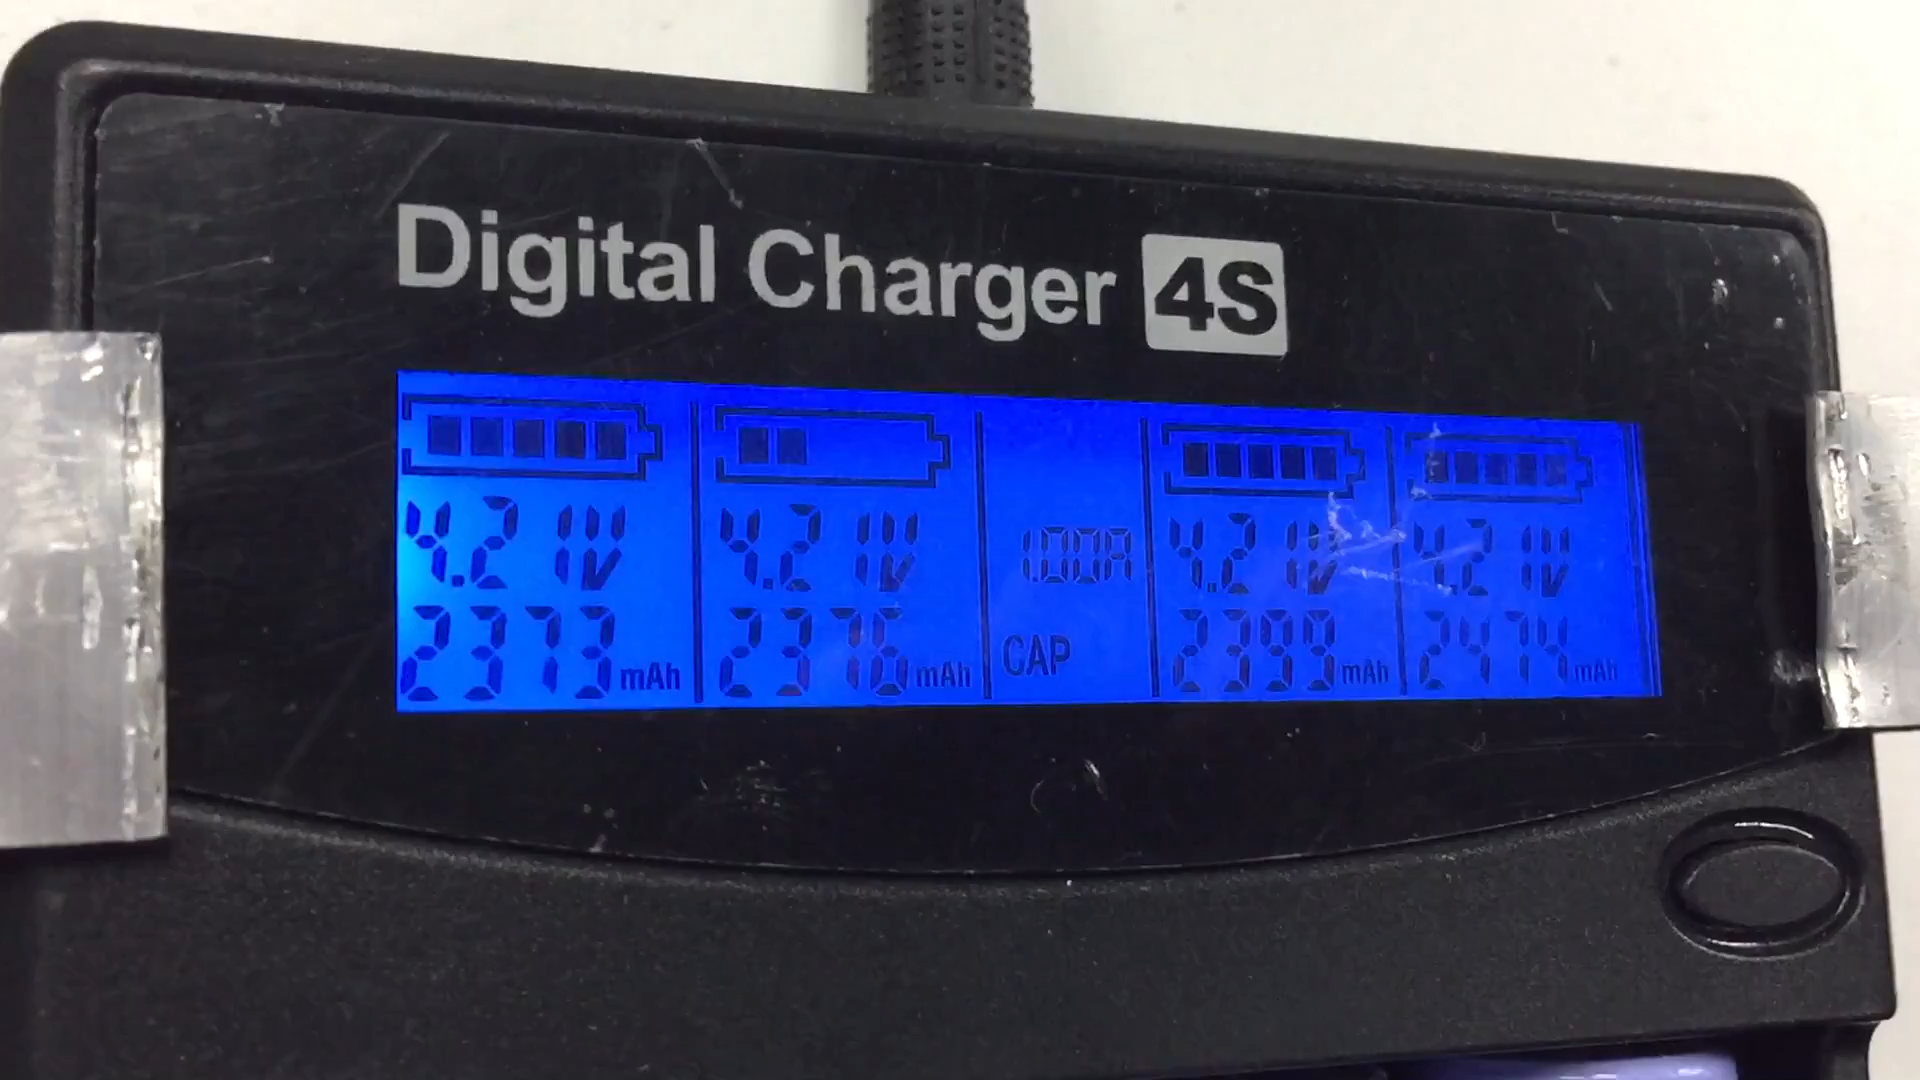 Digital Charger 4S
4.21V 4.21V 1.00A 4.21V 4.21V
2373mAh 2376mAh CAP 2399mAh 2474mAh